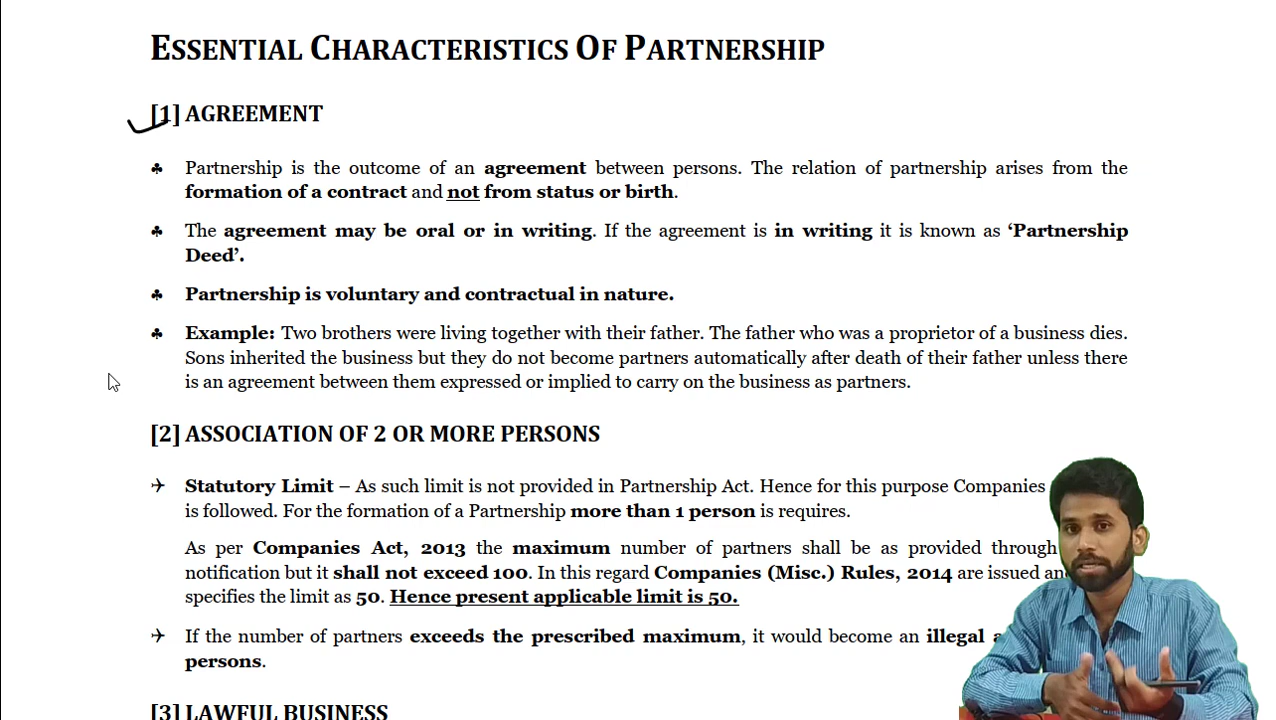 ESSENTIAL CHARACTERISTICS OF PARTNERSHIP
[1] AGREEMENT
♣ Partnership is the outcome of an agreement between persons. The relation of partnership arises from the
formation of a contract and not from status or birth.
♣ The agreement may be oral or in writing. If the agreement is in writing it is known as ‘Partnership
Deed’.
♣ Partnership is voluntary and contractual in nature.
♣ Example: Two brothers were living together with their father. The father who was a proprietor of a business dies.
Sons inherited the business but they do not become partners automatically after death of their father unless there
is an agreement between them expressed or implied to carry on the business as partners.
[2] ASSOCIATION OF 2 OR MORE PERSONS
✈ Statutory Limit – As such limit is not provided in Partnership Act. Hence for this purpose Companies
is followed. For the formation of a Partnership more than 1 person is requires.
As per Companies Act, 2013 the maximum number of partners shall be as provided through
notification but it shall not exceed 100. In this regard Companies (Misc.) Rules, 2014 are issued
specifies the limit as 50. Hence present applicable limit is 50.
✈ If the number of partners exceeds the prescribed maximum, it would become an illegal
persons.
[3] LAWFUL BUSINESS